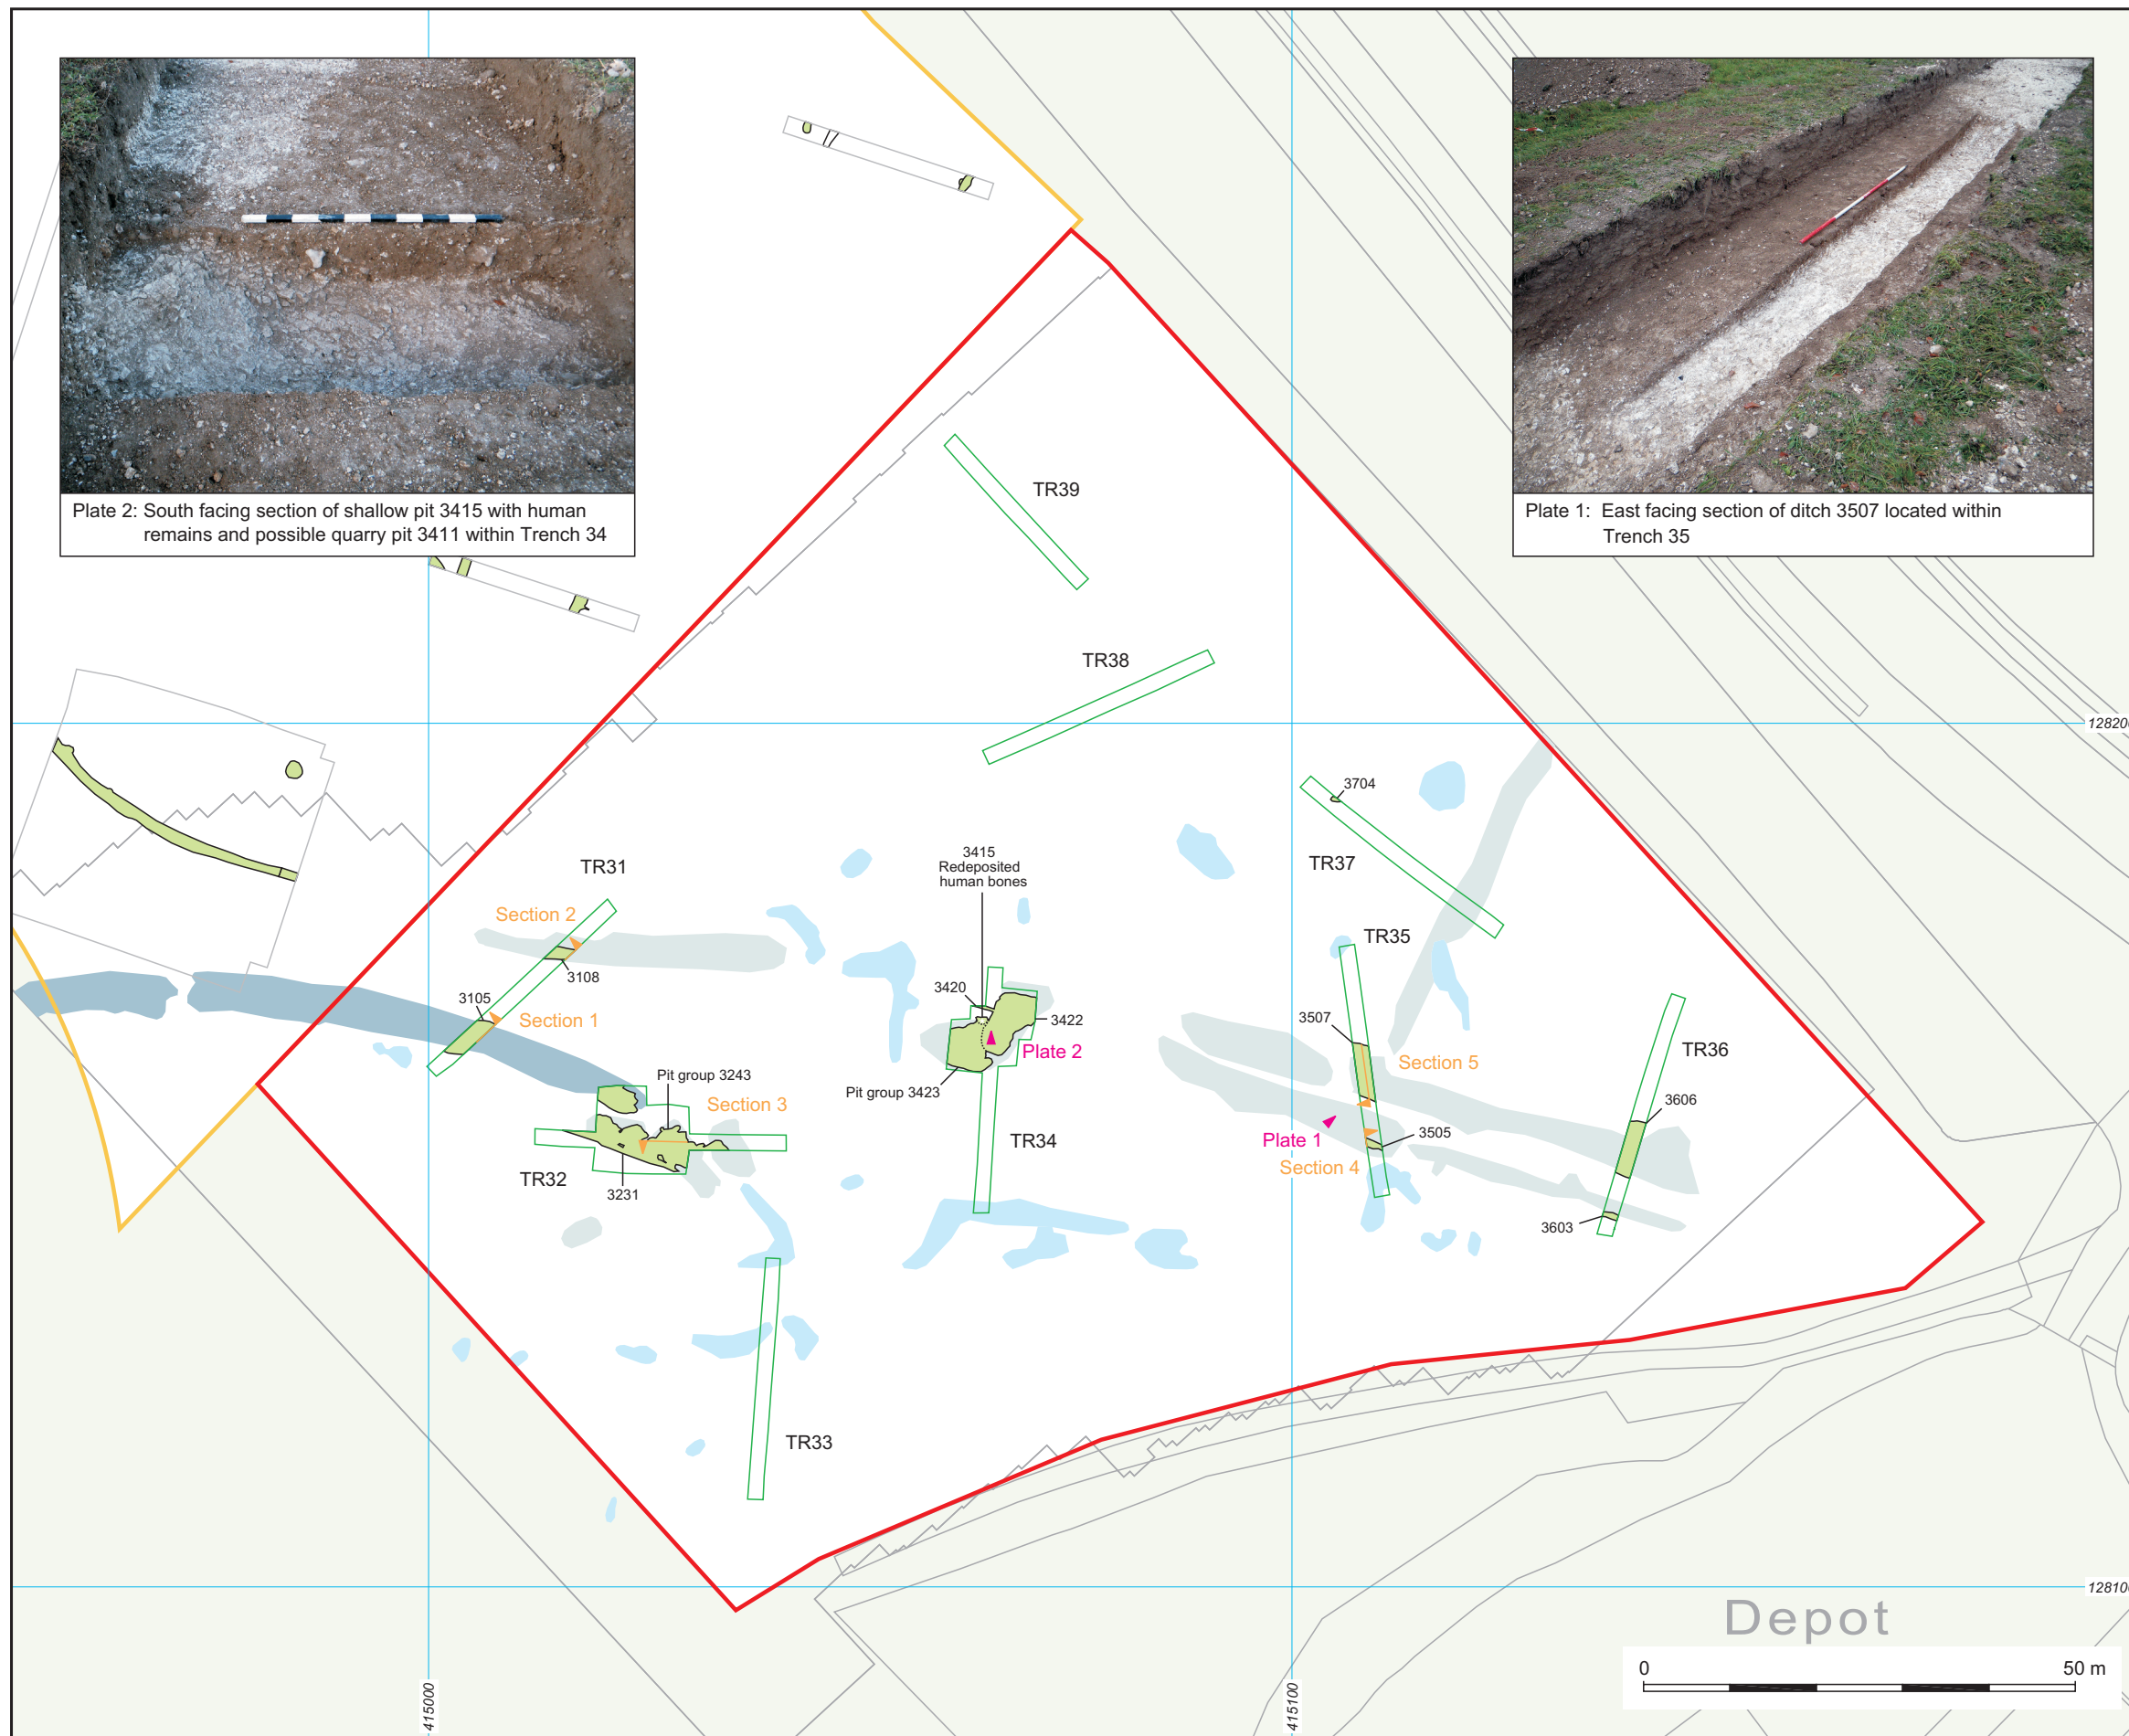 Plate 2: South facing section of shallow pit 3415 with human
remains and possible quarry pit 3411 within Trench 34
Plate 1: East facing section of ditch 3507 located within
Trench 35
TR39
TR38
128200
3704
TR37
3415
Redeposited
human bones
TR31
Section 2
3108
3105
Section 1
TR35
3420
3422
Plate 2
3507
Section 5
TR36
Pit group 3243
Section 3
Pit group 3423
3606
Plate 1
3505
Section 4
TR34
TR32
3231
3603
TR33
128100
Depot
0
50 m
415000
415100